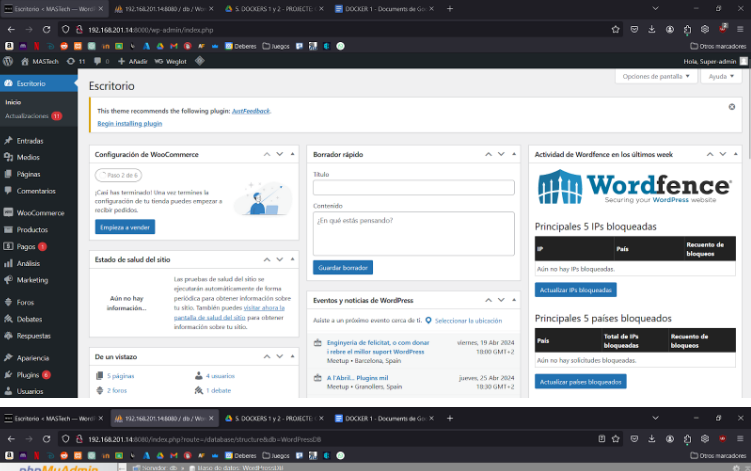 Escritorio ‹ MASTech — Word
192.168.201.14:8080 / db / Wor
5. DOCKERS 1 y 2 - PROJECTE
DOCKER 1 - Documents de Go
192.168.201.14:8000/wp-admin/index.php
Deberes
Juegos
Otros marcadores
MASTech
11
0
Añadir
Weglot
Hola, Super-admin
Escritorio
Inicio
Actualizaciones 11
Entradas
Medios
Páginas
Comentarios
WooCommerce
Productos
Pagos 1
Análisis
Marketing
Foros
Debates
Respuestas
Apariencia
Plugins 8
Usuarios
Opciones de pantalla
Ayuda
Escritorio
This theme recommends the following plugin: JustFeedback.
Begin installing plugin
Configuración de WooCommerce
Paso 2 de 6
¡Casi has terminado! Una vez termines la
configuración de tu tienda puedes empezar a
recibir pedidos.
Empieza a vender
Estado de salud del sitio
Aún no hay
información...
Las pruebas de salud del sitio se
ejecutarán automáticamente de forma
periódica para obtener información sobre
tu sitio. También puedes visitar ahora la
pantalla de salud del sitio para obtener
información sobre tu sitio.
De un vistazo
5 páginas
4 usuarios
2 foros
1 debate
Borrador rápido
Título
Contenido
¿En qué estás pensando?
Guardar borrador
Eventos y noticias de WordPress
Asiste a un próximo evento cerca de ti.
Seleccionar la ubicación
Enginyeria de felicitat, o com donar
i rebre el millor suport WordPress
Meetup • Barcelona, Spain
viernes, 19 Abr 2024
18:00 GMT+2
A l'Abril... Plugins mil
Meetup • Granollers, Spain
jueves, 25 Abr 2024
18:30 GMT+2
Actividad de Wordfence en los últimos week
Wordfence
Securing your WordPress website
Principales 5 IPs bloqueadas
IP
País
Recuento de
bloqueos
Aún no hay IPs bloqueadas.
Actualizar IPs bloqueadas
Principales 5 países bloqueados
País
Total de IPs
bloqueadas
Recuento de
bloqueos
Aún no hay solicitudes bloqueadas.
Actualizar países bloqueados
Escritorio ‹ MASTech — Word
192.168.201.14:8080 / db / Wor
5. DOCKERS 1 y 2 - PROJECTE
DOCKER 1 - Documents de Go
192.168.201.14:8080/index.php?route=/database/structure&db=WordPressDB
Deberes
Juegos
Otros marcadores
phpMyAdmin
Servidor: db
Base de datos: WordPressDB